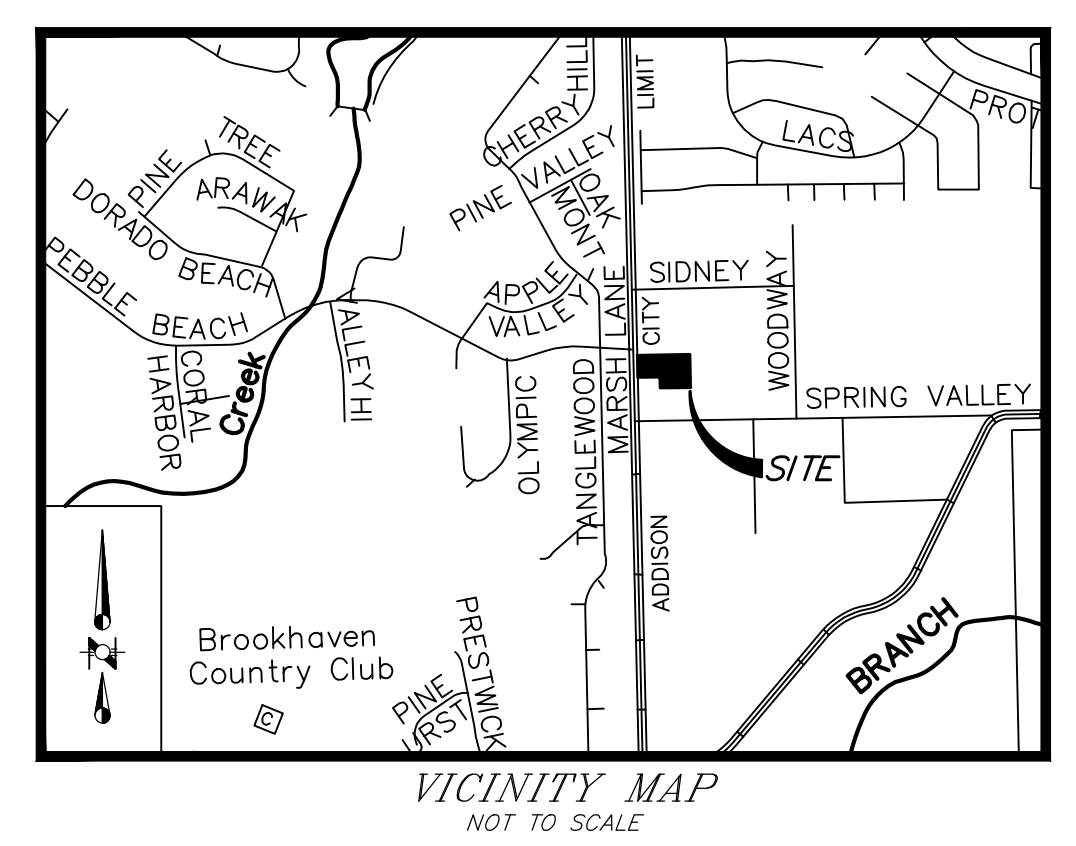 CHERRY HILL
LIMIT
PROT
LACS
TREE
PINE
ARAWAK
DORADO BEACH
PINE VALLEY
OAK
MONT
PEBBLE BEACH
APPLE
VALLEY
SIDNEY
WOODWAY
CITY
MARSH LANE
VALLEY HI
CORAL
HARBOR
Creek
OLYMPIC
TANGLEWOOD
SPRING VALLEY
SITE
ADDISON
BRANCH
Brookhaven
Country Club
C
PRESTWICK
PINE
URST
VICINITY MAP
NOT TO SCALE